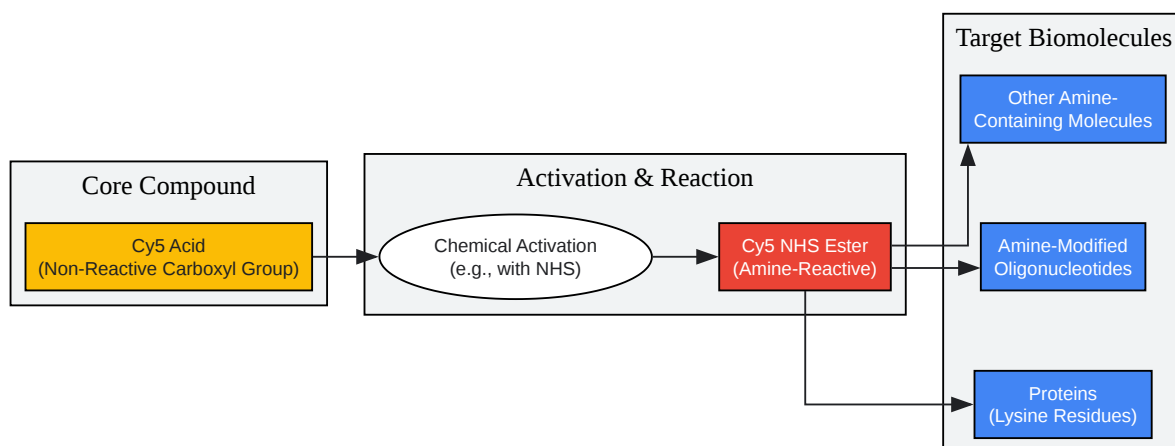 Core Compound
Cy5 Acid
(Non-Reactive Carboxyl Group)
Activation & Reaction
Chemical Activation
(e.g., with NHS)
Cy5 NHS Ester
(Amine-Reactive)
Target Biomolecules
Other Amine-
Containing Molecules
Amine-Modified
Oligonucleotides
Proteins
(Lysine Residues)